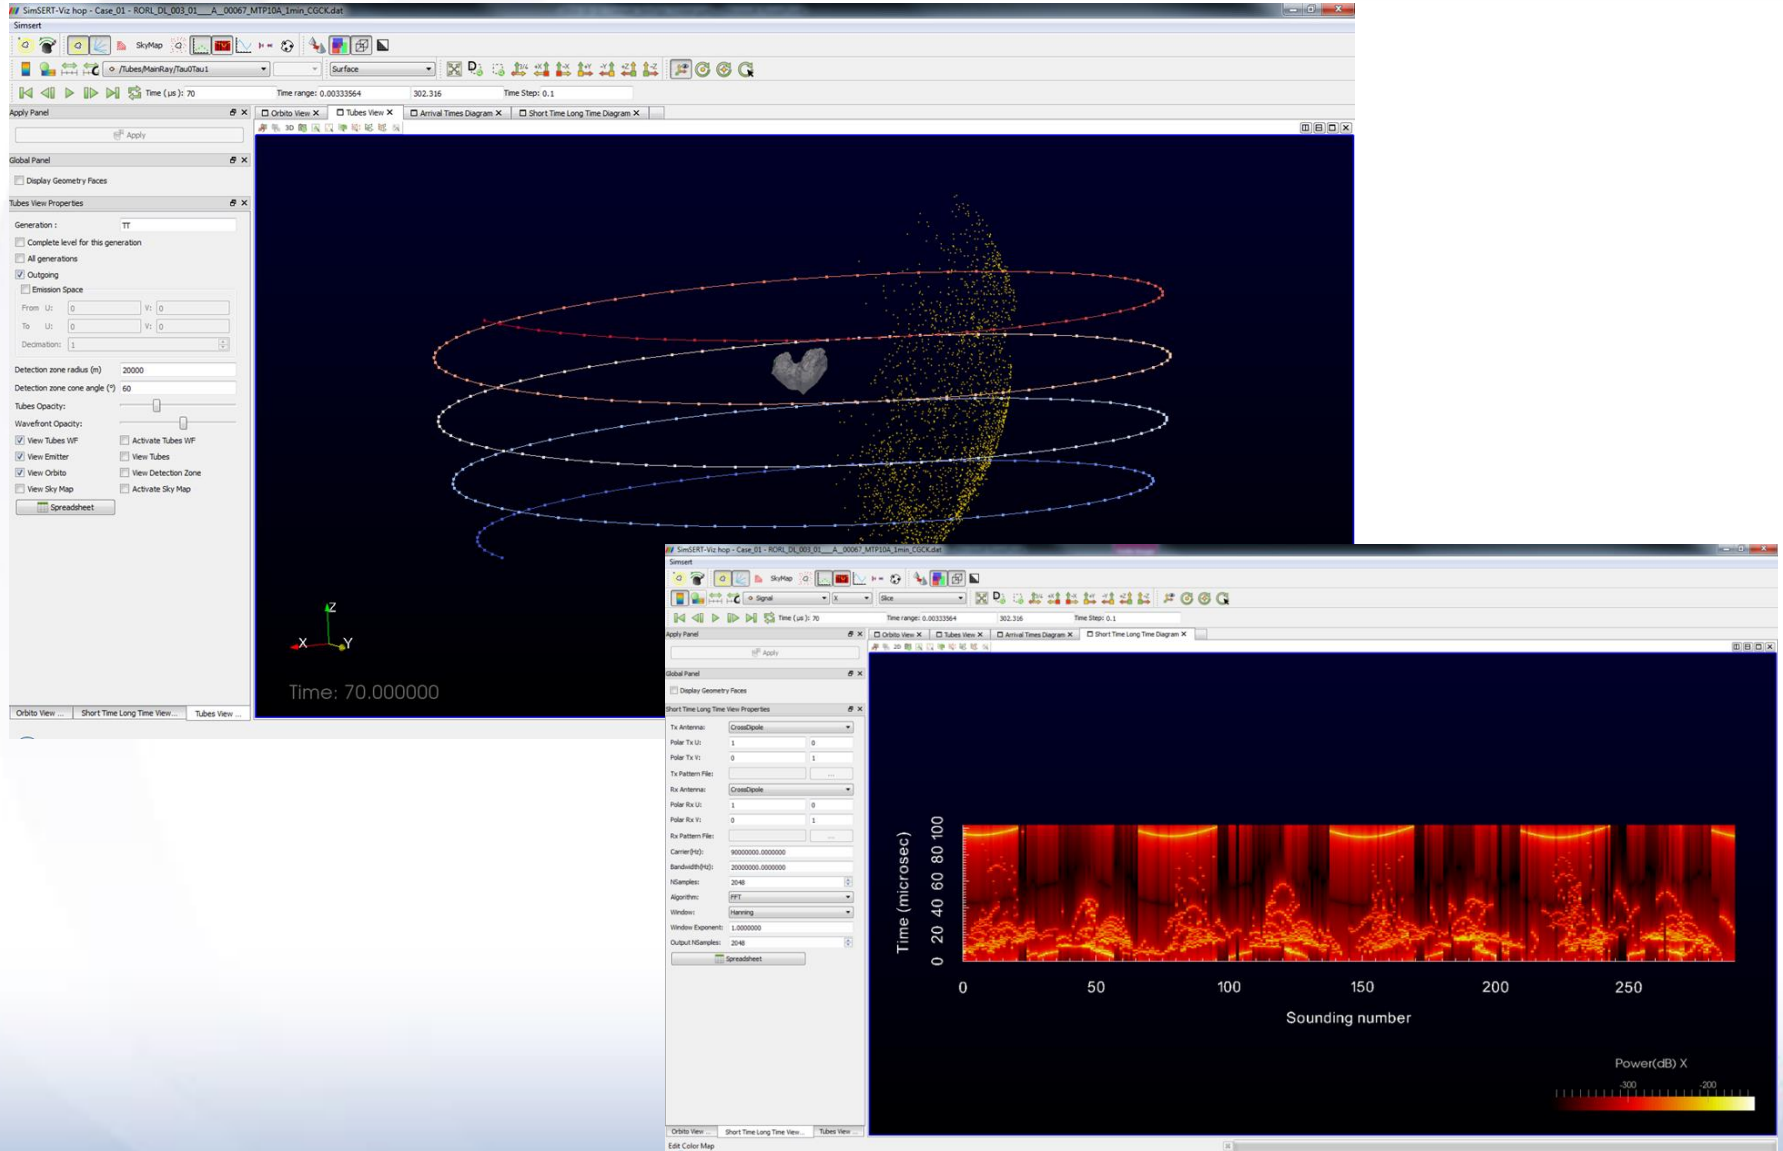 SimSERT-Viz hop - Case_01 - RORL_DL_003_01___A__00067_MTP10A_1min_CGCK.dat
Simsert
SkyMap
/Tubes/MainRay/Tau0Tau1
Surface
Time (µs): 70
Time range: 0.00333564
302.316
Time Step: 0.1
Apply Panel
Orbito View
Tubes View
Arrival Times Diagram
Short Time Long Time Diagram
Apply
3D
Global Panel
Display Geometry Faces
Tubes View Properties
Generation :
TT
Complete level for this generation
All generations
Outgoing
Emission Space
From U: 0 V: 0
To U: 0 V: 0
Decimation: 1
Detection zone radius (m) 20000
Detection zone cone angle (º) 60
Tubes Opacity:
Wavefront Opacity:
View Tubes WF Activate Tubes WF
View Emitter View Tubes
View Orbito View Detection Zone
View Sky Map Activate Sky Map
Spreadsheet
Z
X
Y
Time: 70.000000
Orbito View ... Short Time Long Time View... Tubes View ...
SimSERT-Viz hop - Case_01 - RORL_DL_003_01___A__00067_MTP10A_1min_CGCK.dat
Simsert
SkyMap
Signal
X
Slice
Time (µs): 70
Time range: 0.00333564
302.316
Time Step: 0.1
Apply Panel
Orbito View
Tubes View
Arrival Times Diagram
Short Time Long Time Diagram
Apply
2D
Global Panel
Display Geometry Faces
Short Time Long Time View Properties
Tx Antenna: CrossDipole
Polar Tx U: 1 0
Polar Tx V: 0 1
Tx Pattern File: ...
Rx Antenna: CrossDipole
Polar Rx U: 1 0
Polar Rx V: 0 1
Rx Pattern File: ...
Carrier(Hz): 90000000.0000000
Bandwidth(Hz): 20000000.0000000
NSamples: 2048
Algorithm: FFT
Window: Hanning
Window Exponent: 1.0000000
Output NSamples: 2048
Spreadsheet
Time (microsec)
100
80
60
40
20
0
0 50 100 150 200 250
Sounding number
Power(dB) X
-300 -200
Orbito View ... Short Time Long Time View... Tubes View ...
Edit Color Map